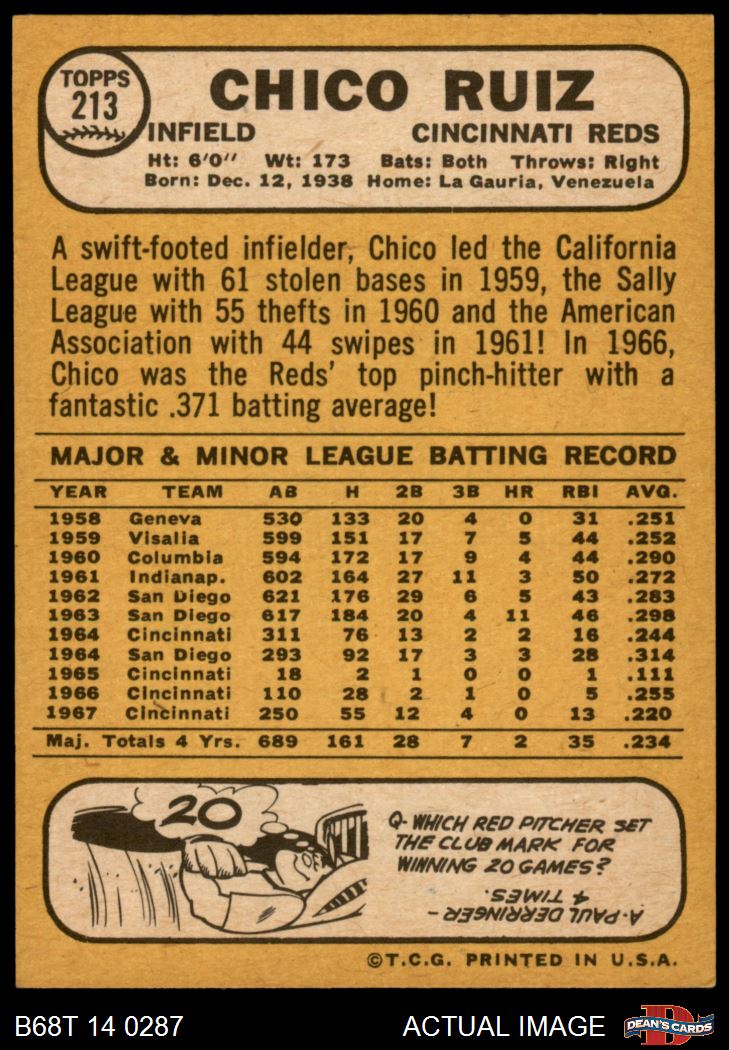 TOPPS
213
CHICO RUIZ
INFIELD CINCINNATI REDS
Ht: 6'0" Wt: 173 Bats: Both Throws: Right
Born: Dec. 12, 1938 Home: La Gauria, Venezuela
A swift-footed infielder, Chico led the California
League with 61 stolen bases in 1959, the Sally
League with 55 thefts in 1960 and the American
Association with 44 swipes in 1961! In 1966,
Chico was the Reds' top pinch-hitter with a
fantastic .371 batting average!
MAJOR & MINOR LEAGUE BATTING RECORD
YEAR TEAM AB H 2B 3B HR RBI AVG.
1958 Geneva 530 133 20 4 0 31 .251
1959 Visalia 599 151 17 7 5 44 .252
1960 Columbia 594 172 17 9 4 44 .290
1961 Indianap. 602 164 27 11 3 50 .272
1962 San Diego 621 176 29 6 5 43 .283
1963 San Diego 617 184 20 4 11 46 .298
1964 Cincinnati 311 76 13 2 2 16 .244
1964 San Diego 293 92 17 3 3 28 .314
1965 Cincinnati 18 2 1 0 0 1 .111
1966 Cincinnati 110 28 2 1 0 5 .255
1967 Cincinnati 250 55 12 4 0 13 .220
Maj. Totals 4 Yrs. 689 161 28 7 2 35 .234
20
Q- WHICH RED PITCHER SET
THE CLUB MARK FOR
WINNING 20 GAMES?
A- PAUL DERRINGER -
4 TIMES.
©T.C.G. PRINTED IN U.S.A.
B68T 14 0287 ACTUAL IMAGE
D
DEAN'S CARDS